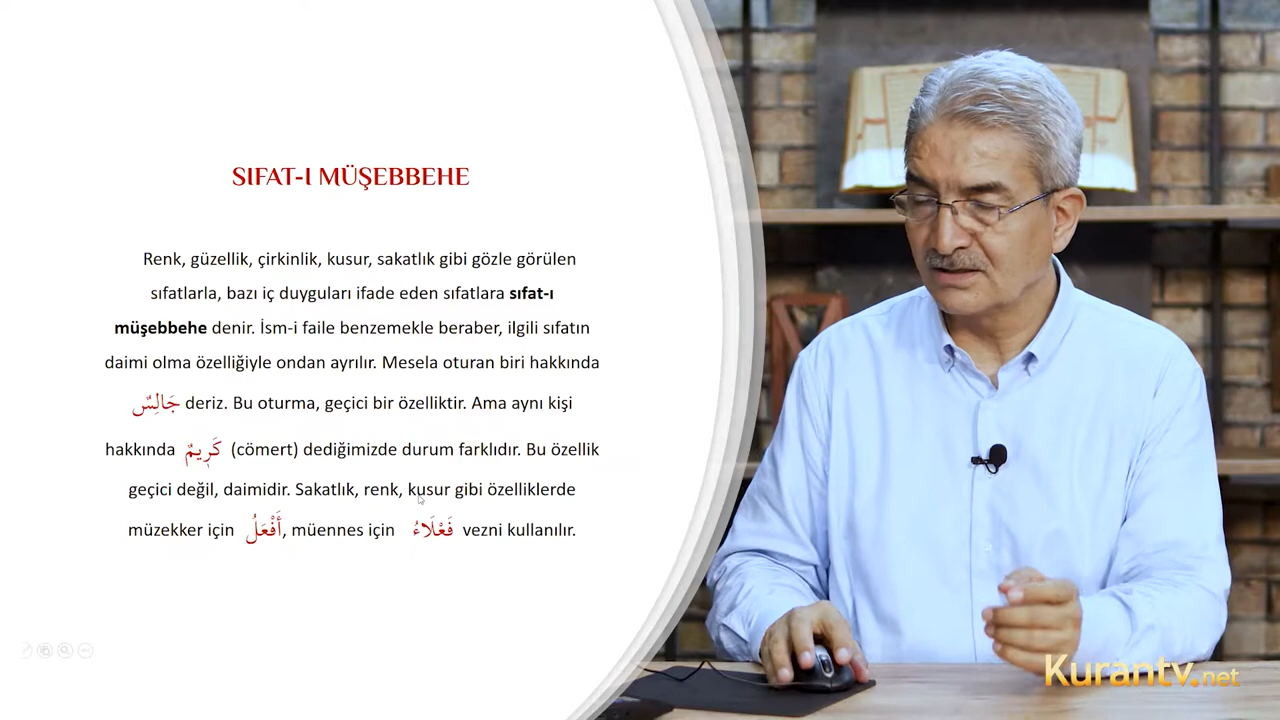 SIFAT-I MÜŞEBBEHE
Renk, güzellik, çirkinlik, kusur, sakatlık gibi gözle görülen
sıfatlarla, bazı iç duyguları ifade eden sıfatlara sıfat-ı
müşebbehe denir. İsm-i faile benzemekle beraber, ilgili sıfatın
daimi olma özelliğiyle ondan ayrılır. Mesela oturan biri hakkında
جَالِسٌ deriz. Bu oturma, geçici bir özelliktir. Ama aynı kişi
hakkında كَرِيمٌ (cömert) dediğimizde durum farklıdır. Bu özellik
geçici değil, daimidir. Sakatlık, renk, kusur gibi özelliklerde
müzekker için أَفْعَلُ, müennes için فَعْلَاءُ vezni kullanılır.
Kurantv.net